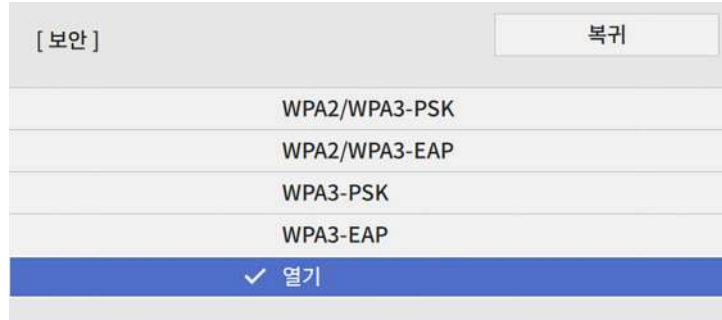 [ 보안 ]
복귀
WPA2/WPA3-PSK
WPA2/WPA3-EAP
WPA3-PSK
WPA3-EAP
열기